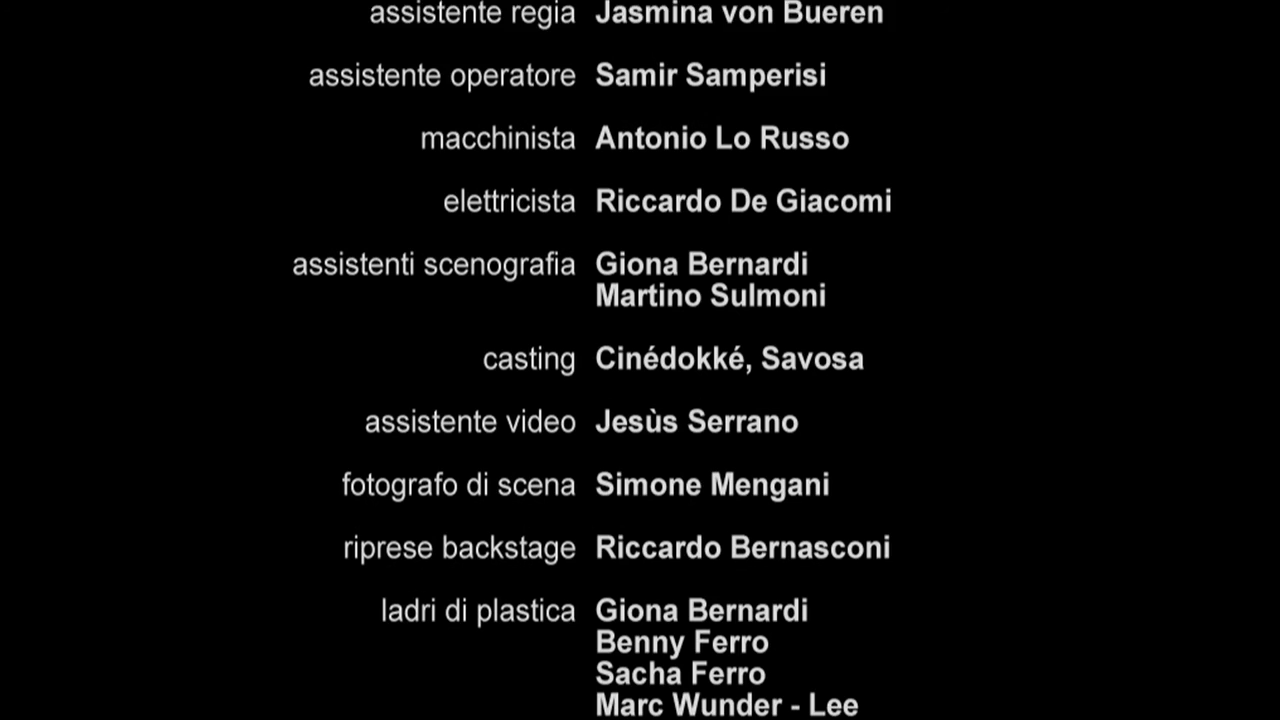 assistente regia Jasmina von Bueren
assistente operatore Samir Samperisi
macchinista Antonio Lo Russo
elettricista Riccardo De Giacomi
assistenti scenografia Giona Bernardi
Martino Sulmoni
casting Cinédokké, Savosa
assistente video Jesùs Serrano
fotografo di scena Simone Mengani
riprese backstage Riccardo Bernasconi
ladri di plastica Giona Bernardi
Benny Ferro
Sacha Ferro
Marc Wunder - Lee